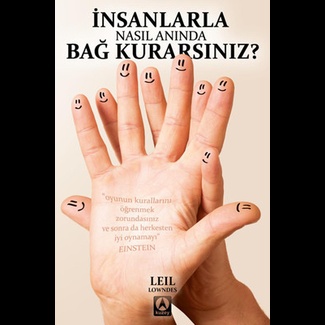 İNSANLARLA
NASIL ANINDA
BAĞ KURARSINIZ?
"oyunun kurallarını
öğrenmek
zorundasınız
ve sonra da herkesten
iyi oynamayı"
EINSTEIN
LEIL
LOWNDES